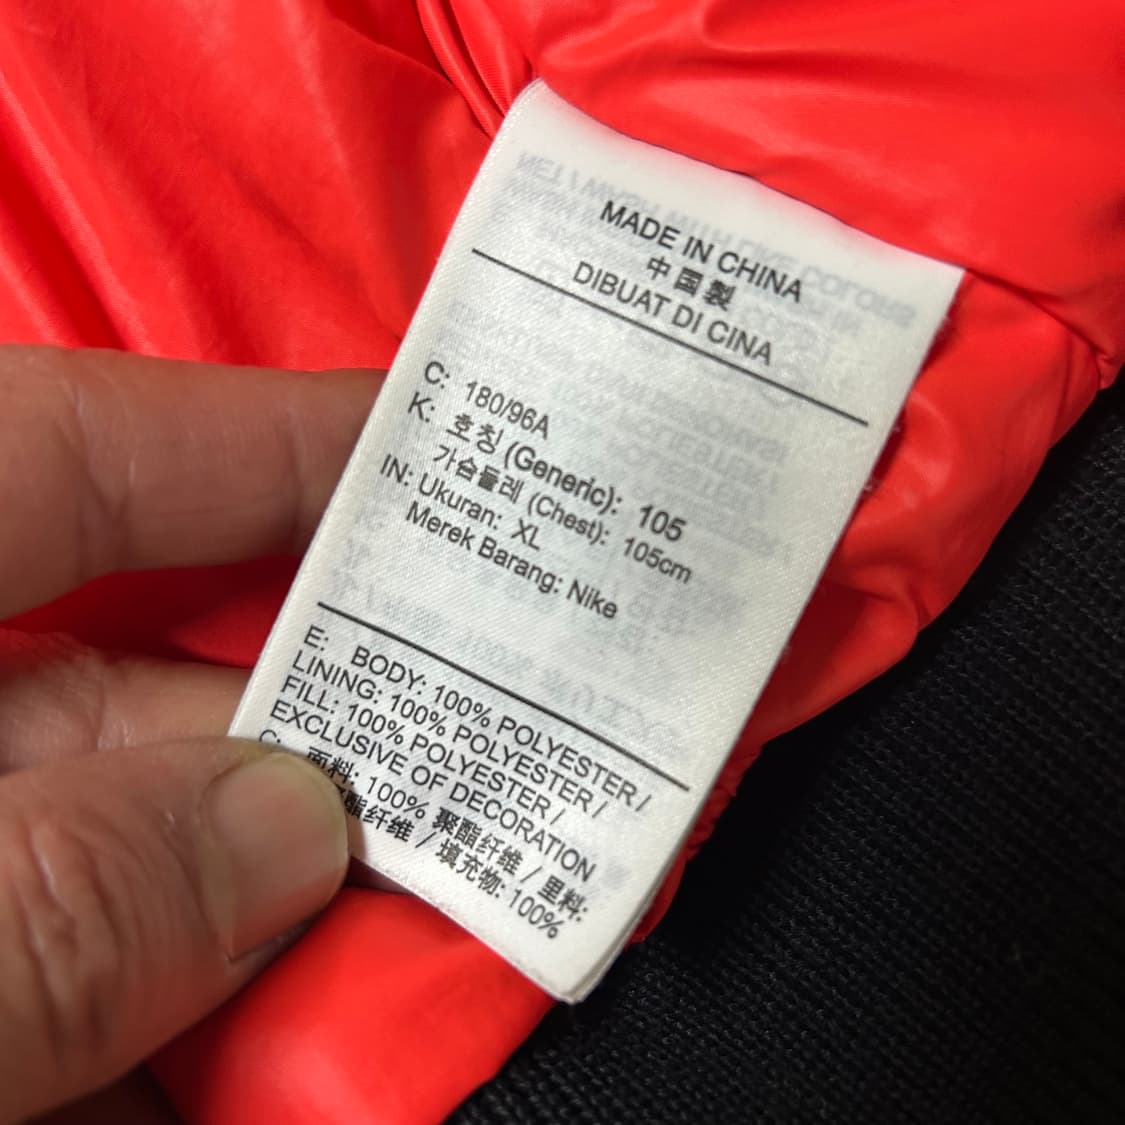 MADE IN CHINA
中国製
DIBUAT DI CINA
C: 180/96A
K: 호칭 (Generic): 105
가슴둘레 (Chest): 105cm
IN: Ukuran: XL
Merek Barang: Nike
E: BODY: 100% POLYESTER /
LINING: 100% POLYESTER /
FILL: 100% POLYESTER /
EXCLUSIVE OF DECORATION
C: 面料: 100% 聚酯纤维 / 里料:
酯纤维 / 填充物: 100%